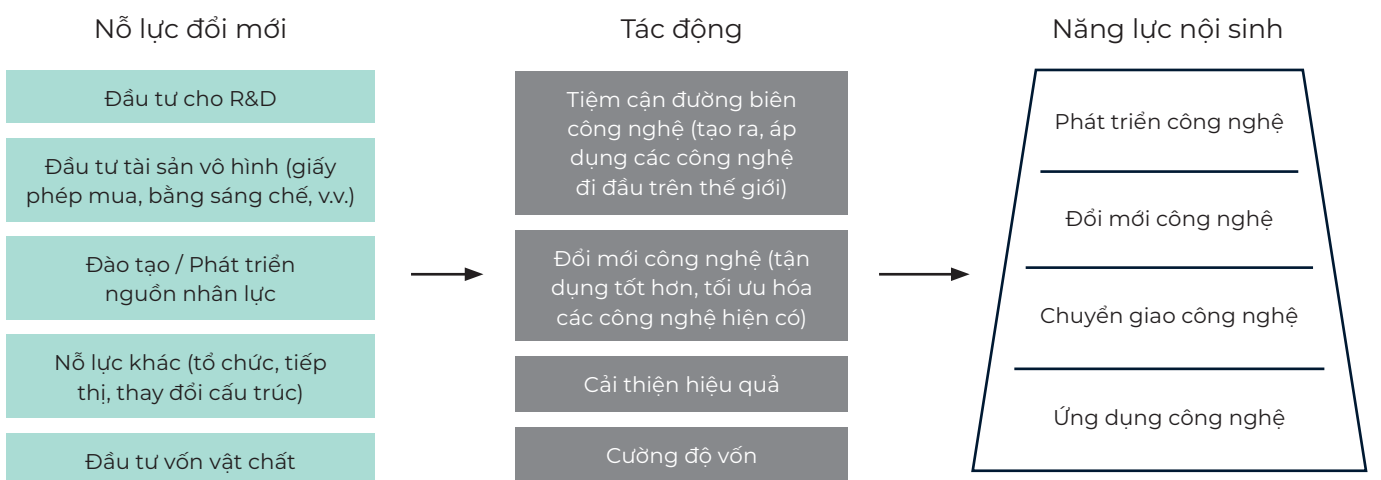 Nỗ lực đổi mới
Đầu tư cho R&D
Đầu tư tài sản vô hình (giấy
phép mua, bằng sáng chế, v.v.)
Đào tạo / Phát triển
nguồn nhân lực
Nỗ lực khác (tổ chức, tiếp
thị, thay đổi cấu trúc)
Đầu tư vốn vật chất
Tác động
Tiệm cận đường biên
công nghệ (tạo ra, áp
dụng các công nghệ
đi đầu trên thế giới)
Đổi mới công nghệ (tận
dụng tốt hơn, tối ưu hóa
các công nghệ hiện có)
Cải thiện hiệu quả
Cường độ vốn
Năng lực nội sinh
Phát triển công nghệ
Đổi mới công nghệ
Chuyển giao công nghệ
Ứng dụng công nghệ